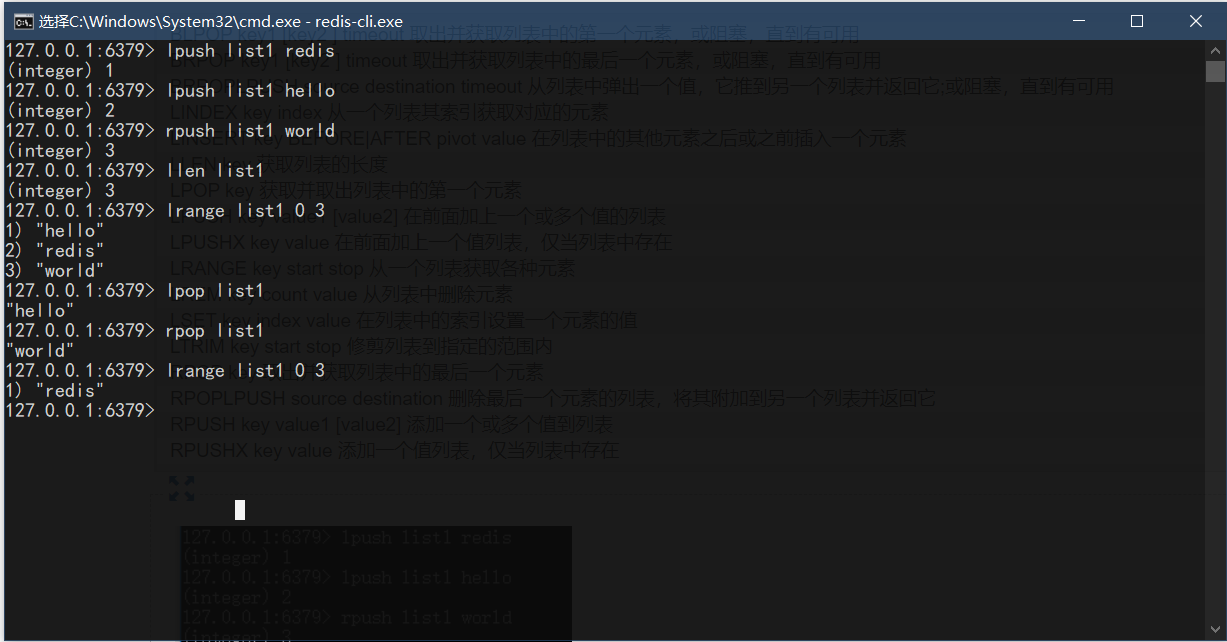 选择C:\Windows\System32\cmd.exe - redis-cli.exe
BLPOP key1 [key2 ] timeout 取出并获取列表中的第一个元素，或阻塞，直到有可用
127.0.0.1:6379> lpush list1 redis
BRPOP key1 [key2 ] timeout 取出并获取列表中的最后一个元素，或阻塞，直到有可用
(integer) 1
source destination timeout 从列表中弹出一个值，它推到另一个列表并返回它;或阻塞，直到有可用
127.0.0.1:6379> lpush list1 hello
LINDEX key index 从一个列表其索引获取对应的元素
(integer) 2
127.0.0.1:6379> rpush list1 world
LINSERT key BEFORE|AFTER pivot value 在列表中的其他元素之后或之前插入一个元素
(integer) 3
key 获取列表的长度
127.0.0.1:6379> llen list1
(integer) 3
LPOP key 获取并取出列表中的第一个元素
127.0.0.1:6379> lrange list1 0 3
[value2] 在前面加上一个或多个值的列表
1) "hello"
LPUSHX key value 在前面加上一个值列表，仅当列表中存在
2) "redis"
3) "world"
LRANGE key start stop 从一个列表获取各种元素
127.0.0.1:6379> lpop list1
count value 从列表中删除元素
"hello"
LSET key index value 在列表中的索引设置一个元素的值
127.0.0.1:6379> rpop list1
"world"
LTRIM key start stop 修剪列表到指定的范围内
127.0.0.1:6379> lrange list1 0 3
获取列表中的最后一个元素
1) "redis"
RPOPLPUSH source destination 删除最后一个元素的列表，将其附加到另一个列表并返回它
127.0.0.1:6379>
RPUSH key value1 [value2] 添加一个或多个值到列表
RPUSHX key value 添加一个值列表，仅当列表中存在
127.0.0.1:6379> lpush list1 redis
(integer) 1
127.0.0.1:6379> lpush list1 hello
(integer) 2
127.0.0.1:6379> rpush list1 world
(integer) 3